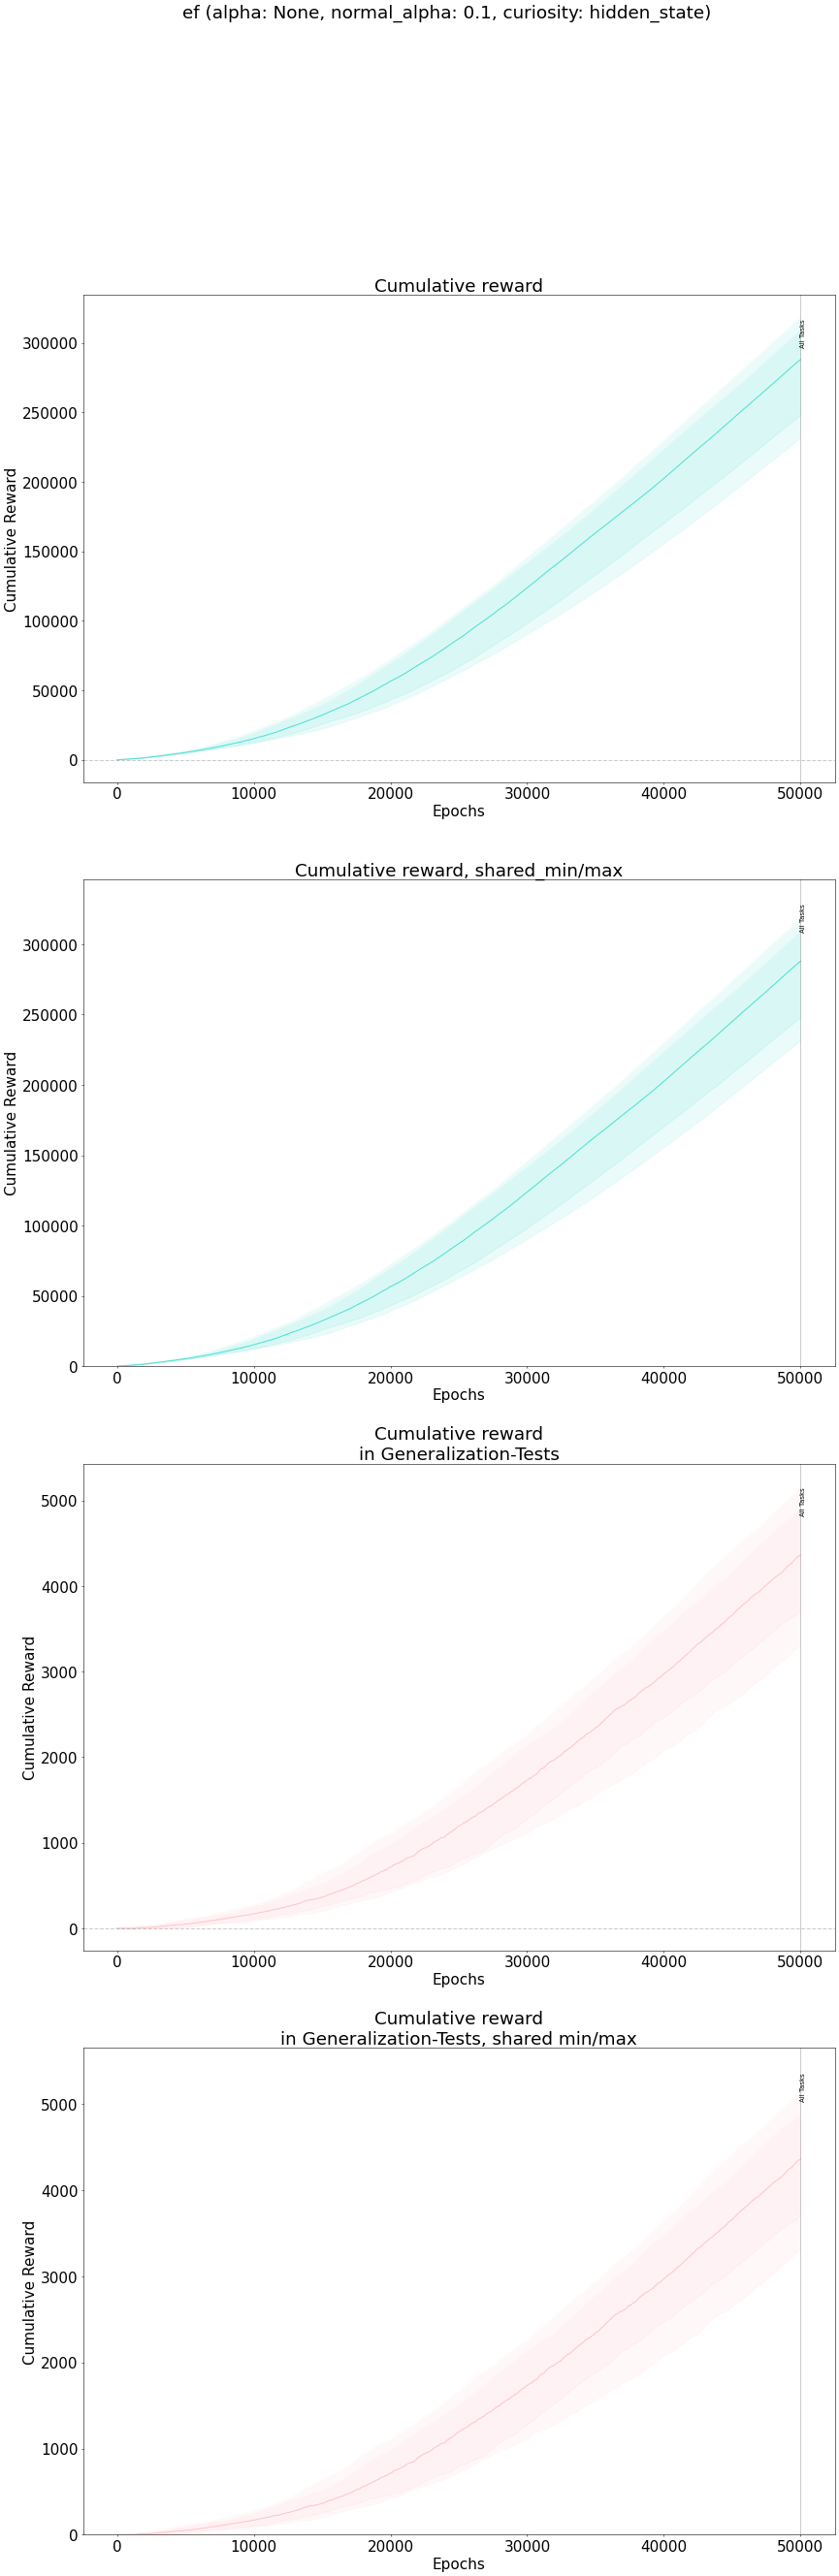 ef (alpha: None, normal_alpha: 0.1, curiosity: hidden_state)
Cumulative reward
All Tasks
300000
250000
200000
150000
100000
50000
0
Cumulative Reward
0 10000 20000 30000 40000 50000
Epochs
Cumulative reward, shared_min/max
All Tasks
300000
250000
200000
150000
100000
50000
0
Cumulative Reward
0 10000 20000 30000 40000 50000
Epochs
Cumulative reward
in Generalization-Tests
All Tasks
5000
4000
3000
2000
1000
0
Cumulative Reward
0 10000 20000 30000 40000 50000
Epochs
Cumulative reward
in Generalization-Tests, shared min/max
All Tasks
5000
4000
3000
2000
1000
0
Cumulative Reward
0 10000 20000 30000 40000 50000
Epochs